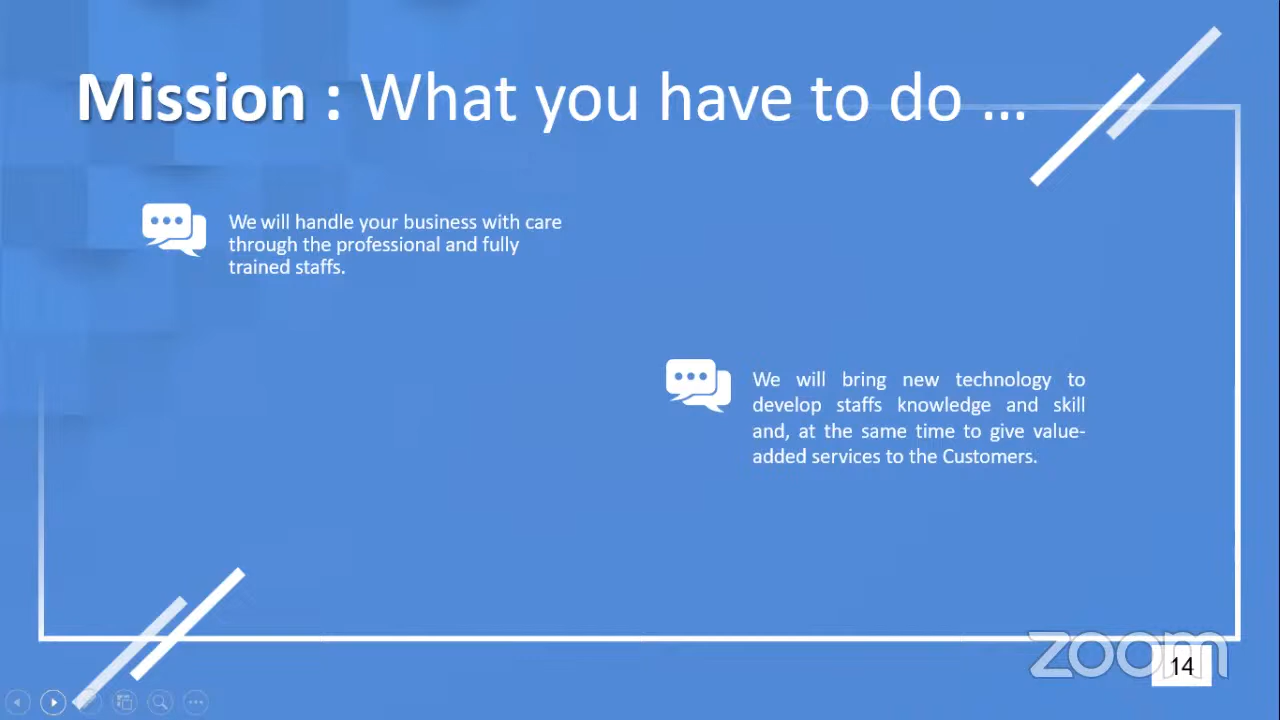 Mission : What you have to do ...
We will handle your business with care
through the professional and fully
trained staffs.
We will bring new technology to
develop staffs knowledge and skill
and, at the same time to give value-
added services to the Customers.
zoom
14